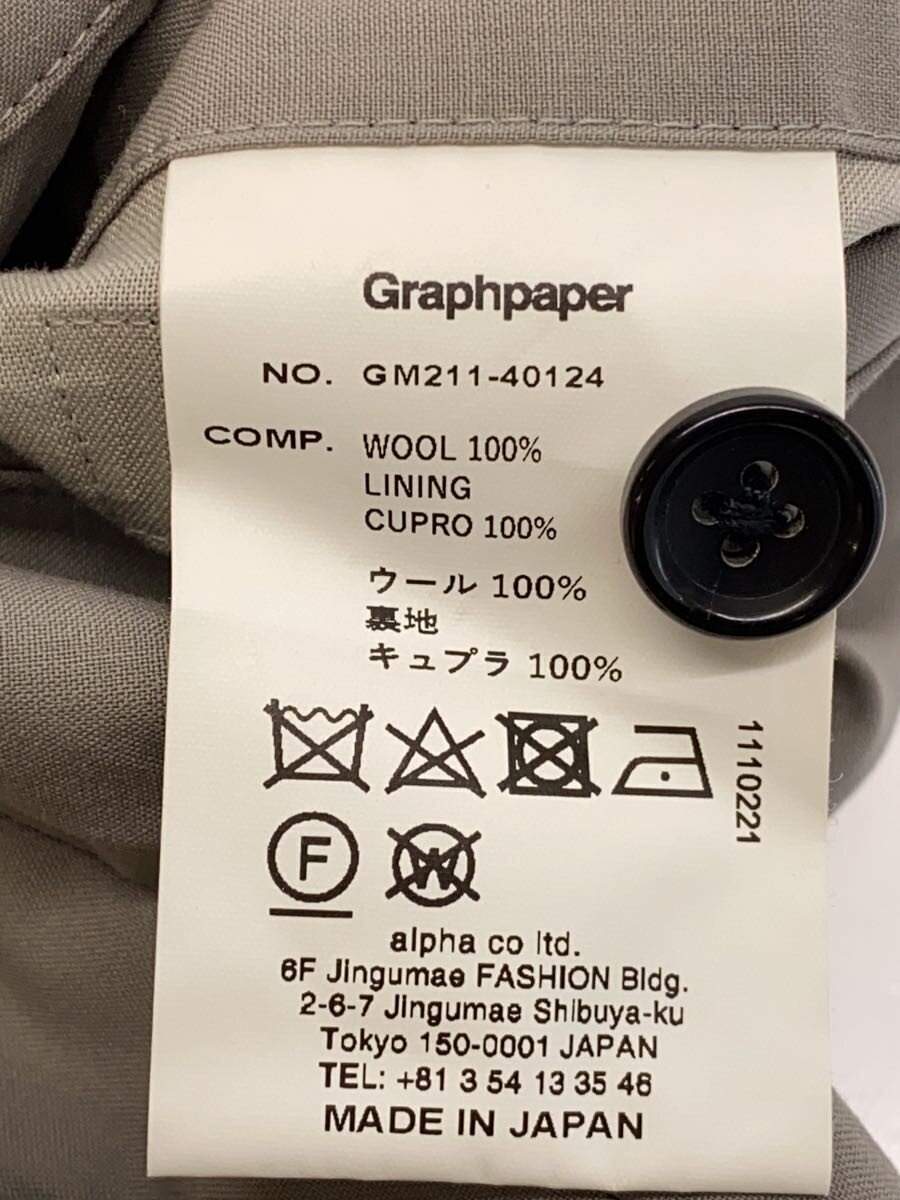 Graphpaper
NO. GM211-40124
COMP. WOOL 100%
LINING
CUPRO 100%
ウール 100%
裏地
キュプラ 100%
1110221
F
W
alpha co ltd.
6F Jingumae FASHION Bldg.
2-6-7 Jingumae Shibuya-ku
Tokyo 150-0001 JAPAN
TEL: +81 3 54 13 35 46
MADE IN JAPAN